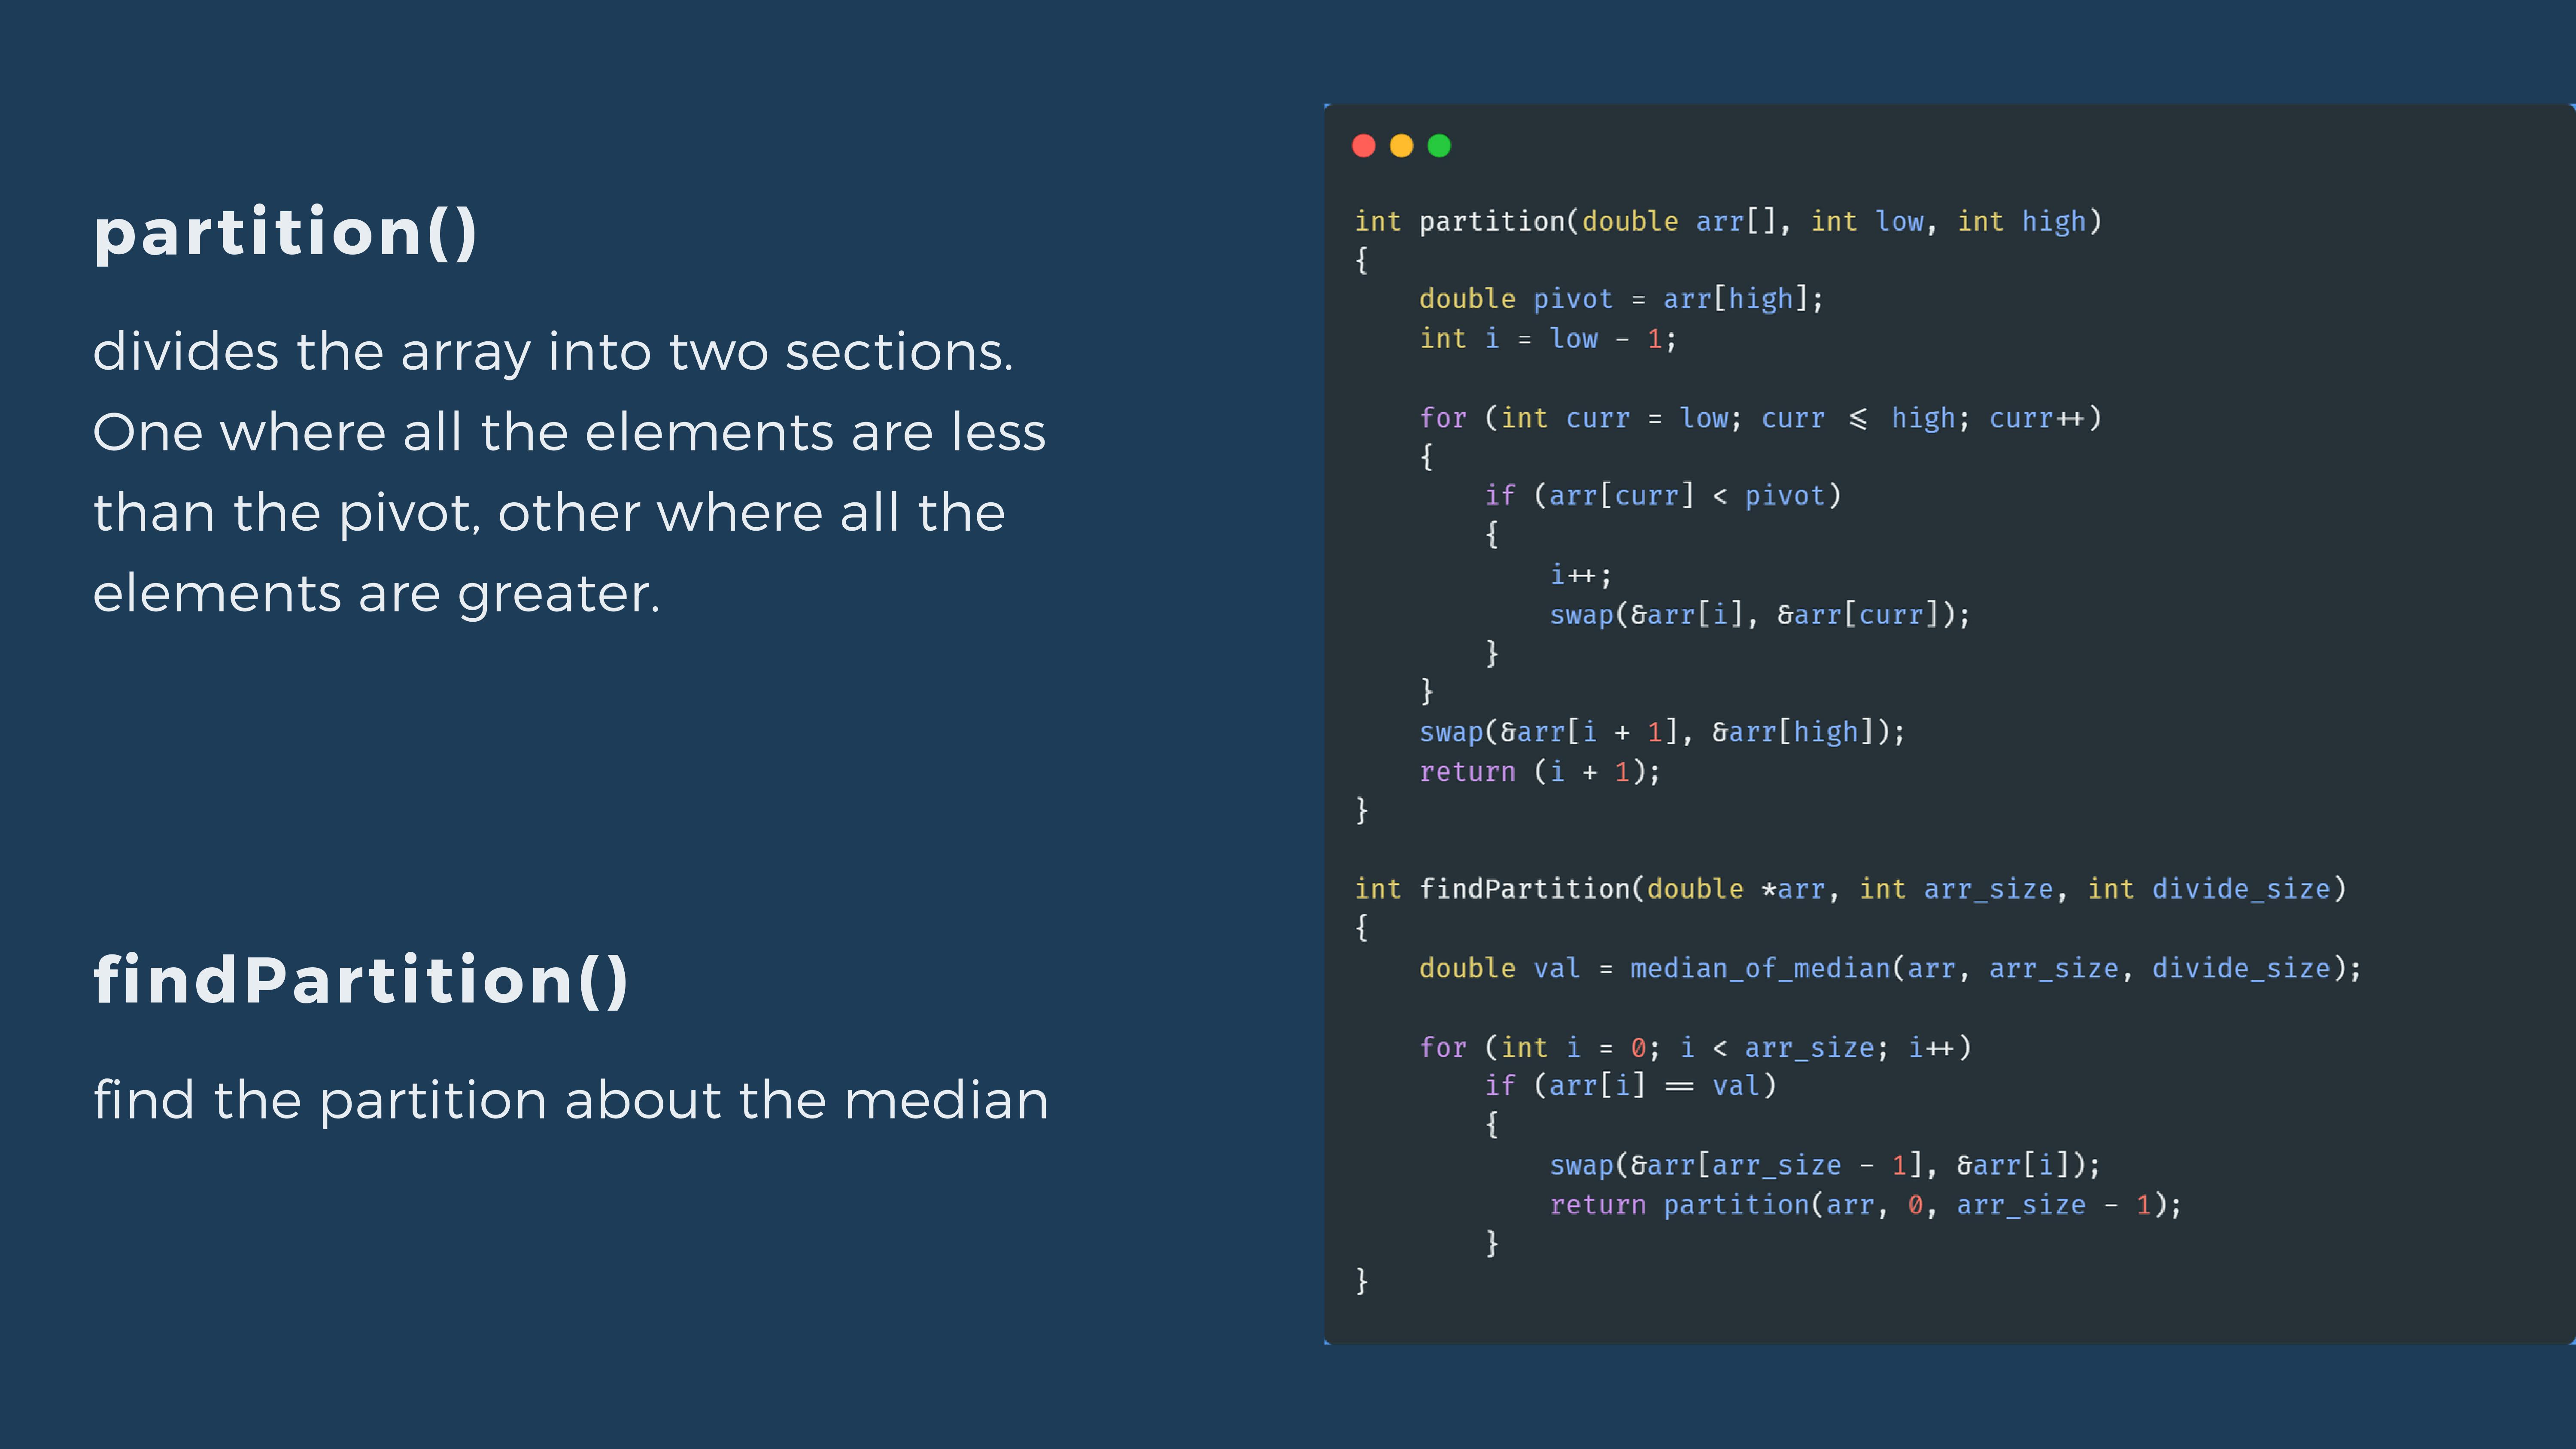 partition()
divides the array into two sections.
One where all the elements are less
than the pivot, other where all the
elements are greater.
findPartition()
find the partition about the median
int partition(double arr[], int low, int high)
{
    double pivot = arr[high];
    int i = low - 1;

    for (int curr = low; curr <= high; curr++)
    {
        if (arr[curr] < pivot)
        {
            i++;
            swap(&arr[i], &arr[curr]);
        }
    }
    swap(&arr[i + 1], &arr[high]);
    return (i + 1);
}

int findPartition(double *arr, int arr_size, int divide_size)
{
    double val = median_of_median(arr, arr_size, divide_size);

    for (int i = 0; i < arr_size; i++)
        if (arr[i] == val)
        {
            swap(&arr[arr_size - 1], &arr[i]);
            return partition(arr, 0, arr_size - 1);
        }
}